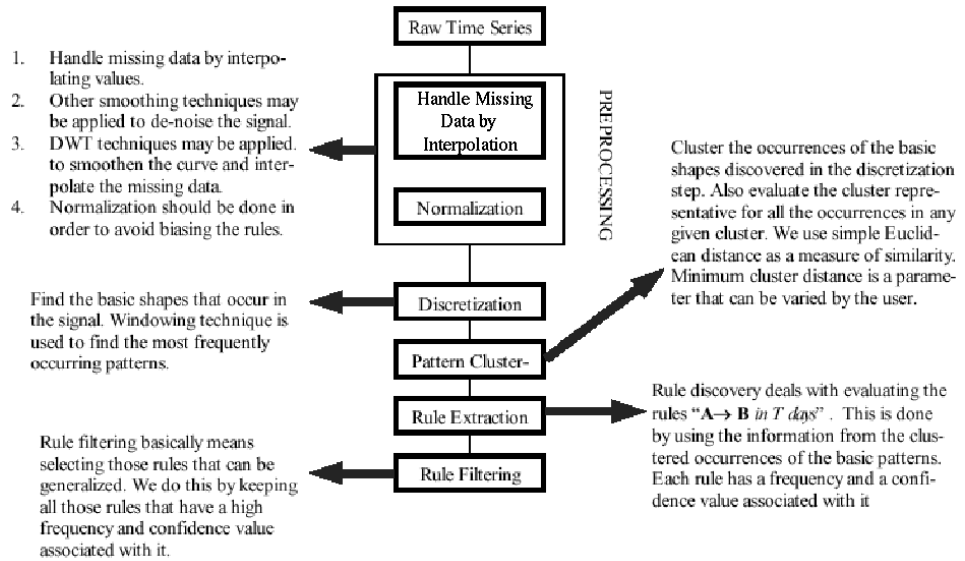 Raw Time Series
1. Handle missing data by interpo-
lating values.
2. Other smoothing techniques may
be applied to de-noise the signal.
3. DWT techniques may be applied.
to smoothen the curve and inter-
polate the missing data.
4. Normalization should be done in
order to avoid biasing the rules.
Handle Missing
Data by
Interpolation
Normalization
PREPROCESSING
Cluster the occurrences of the basic
shapes discovered in the discretization
step. Also evaluate the cluster repre-
sentative for all the occurrences in any
given cluster. We use simple Euclid-
ean distance as a measure of similarity.
Minimum cluster distance is a parame-
ter that can be varied by the user.
Find the basic shapes that occur in
the signal. Windowing technique is
used to find the most frequently
occurring patterns.
Discretization
Pattern Cluster-
Rule Extraction
Rule discovery deals with evaluating the
rules “A→ B in T days” . This is done
by using the information from the clus-
tered occurrences of the basic patterns.
Each rule has a frequency and a confi-
dence value associated with it
Rule Filtering
Rule filtering basically means
selecting those rules that can be
generalized. We do this by keeping
all those rules that have a high
frequency and confidence value
associated with it.